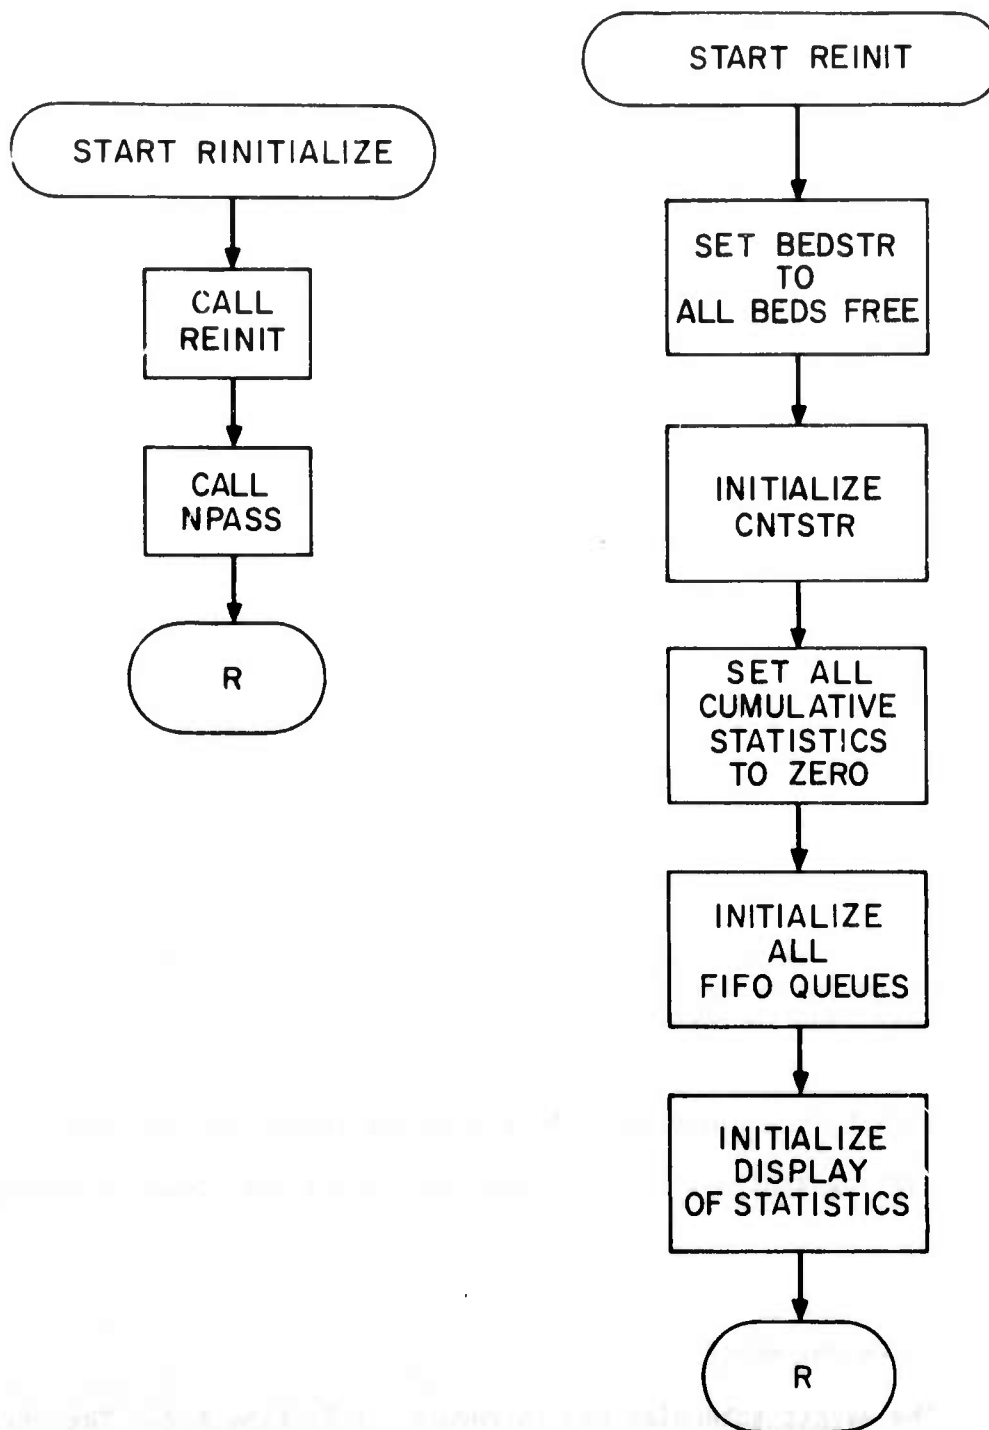 START RINITIALIZE
CALL
REINIT
CALL
NPASS
R
START REINIT
SET BEDSTR
TO
ALL BEDS FREE
INITIALIZE
CNTSTR
SET ALL
CUMULATIVE
STATISTICS
TO ZERO
INITIALIZE
ALL
FIFO QUEUES
INITIALIZE
DISPLAY
OF STATISTICS
R